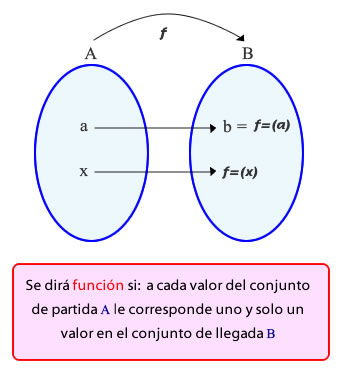 f
A B
a b = f=(a)
x f=(x)
Se dirá función si: a cada valor del conjunto
de partida A le corresponde uno y solo un
valor en el conjunto de llegada B